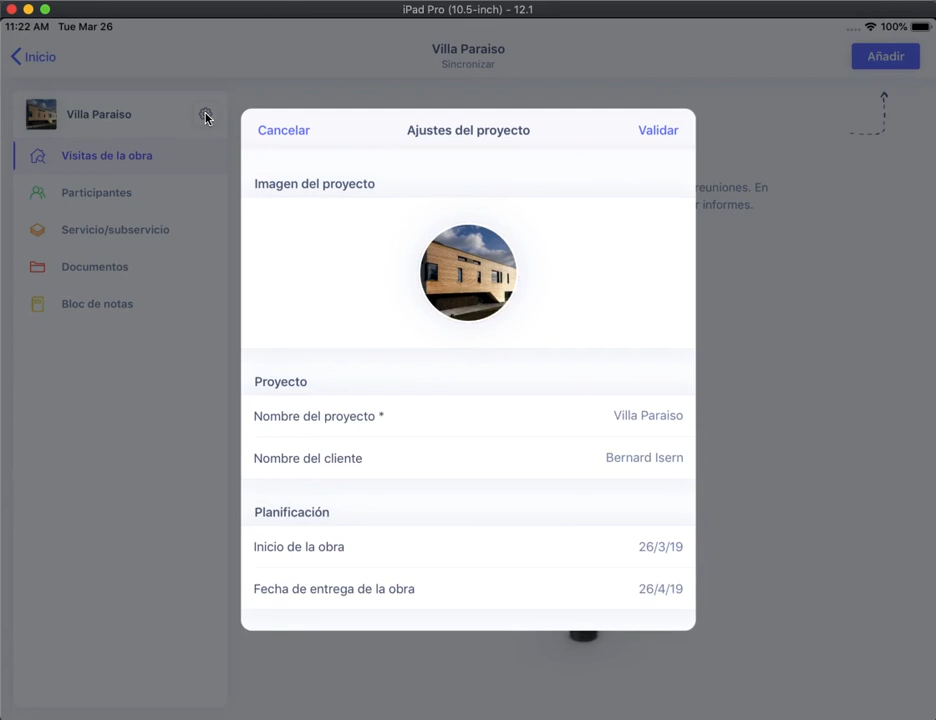 iPad Pro (10.5-inch) - 12.1
11:22 AM Tue Mar 26
100%
Inicio
Villa Paraiso
Sincronizar
Añadir
Villa Paraiso
Visitas de la obra
Participantes
Servicio/subservicio
Documentos
Bloc de notas
reuniones. En
informes.
Cancelar
Ajustes del proyecto
Validar
Imagen del proyecto
Proyecto
Nombre del proyecto *
Villa Paraiso
Nombre del cliente
Bernard Isern
Planificación
Inicio de la obra
26/3/19
Fecha de entrega de la obra
26/4/19